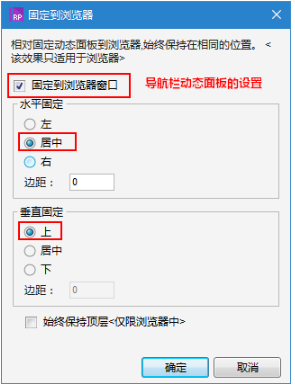 RP 固定到浏览器
相对固定动态面板到浏览器,始终保持在相同的位置。 <
该效果只适用于浏览器>
固定到浏览器窗口 导航栏动态面板的设置
水平固定
左
居中
右
边距： 0
垂直固定
上
居中
下
边距： 0
始终保持顶层<仅限浏览器中>
确定 取消